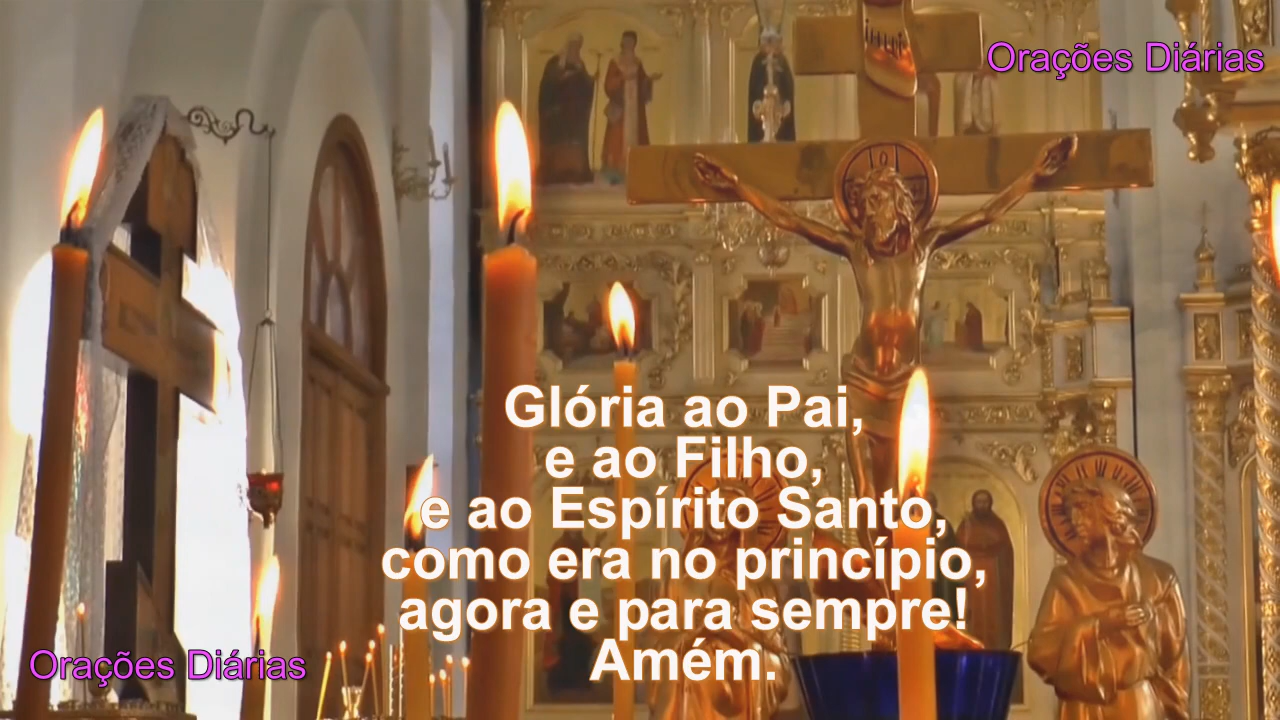 Orações Diárias
Glória ao Pai,
e ao Filho,
e ao Espírito Santo,
como era no princípio,
agora e para sempre!
Amém.
Orações Diárias